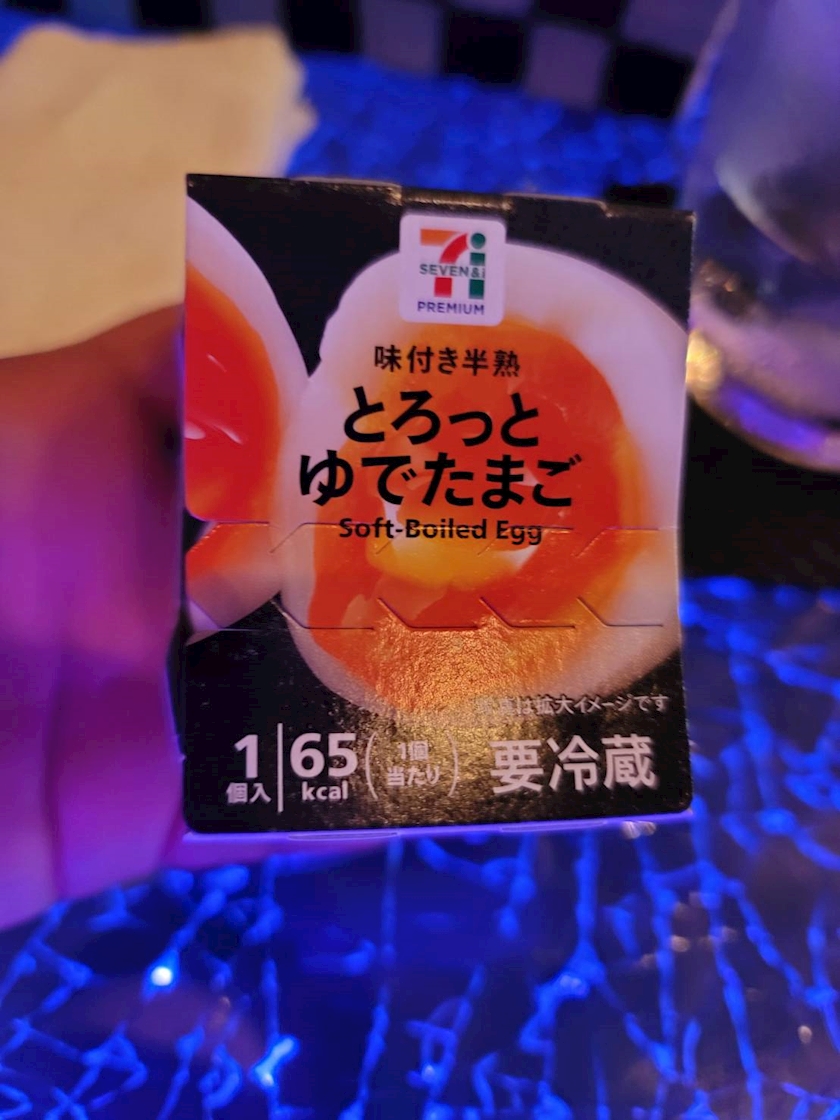 SEVEN&i
PREMIUM
味付き半熟
とろっと
ゆでたまご
Soft-Boiled Egg
写真は拡大イメージです
1
個入
65
kcal
(1個
当たり)
要冷蔵